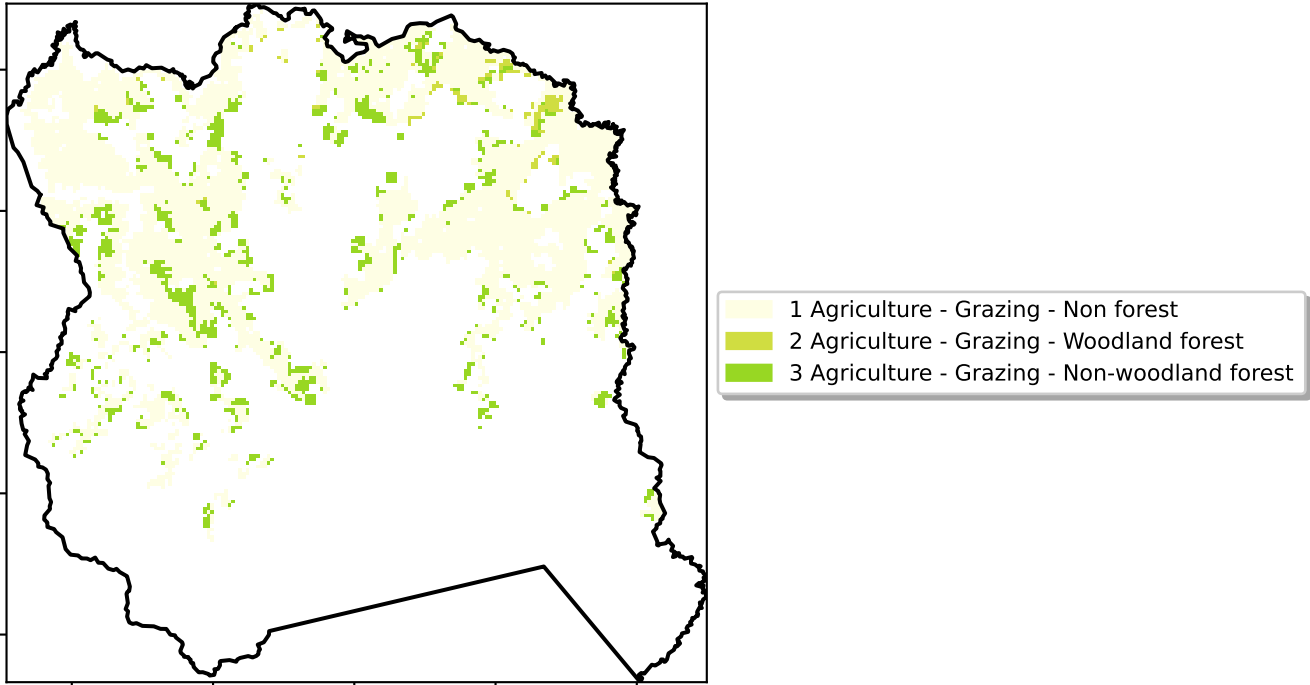 1 Agriculture - Grazing - Non forest
2 Agriculture - Grazing - Woodland forest
3 Agriculture - Grazing - Non-woodland forest